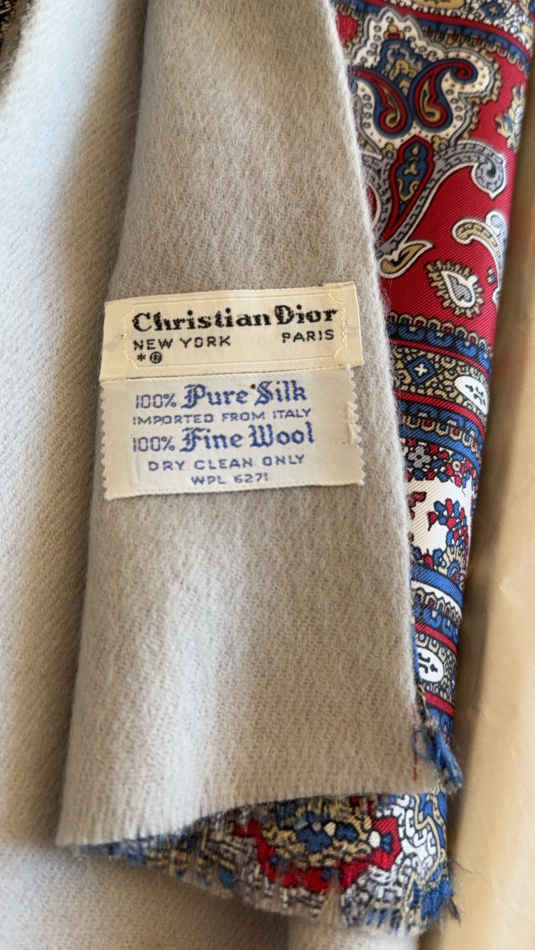 Christian Dior
NEW YORK PARIS
* ®
100% Pure Silk
IMPORTED FROM ITALY
100% Fine Wool
DRY CLEAN ONLY
WPL 6271